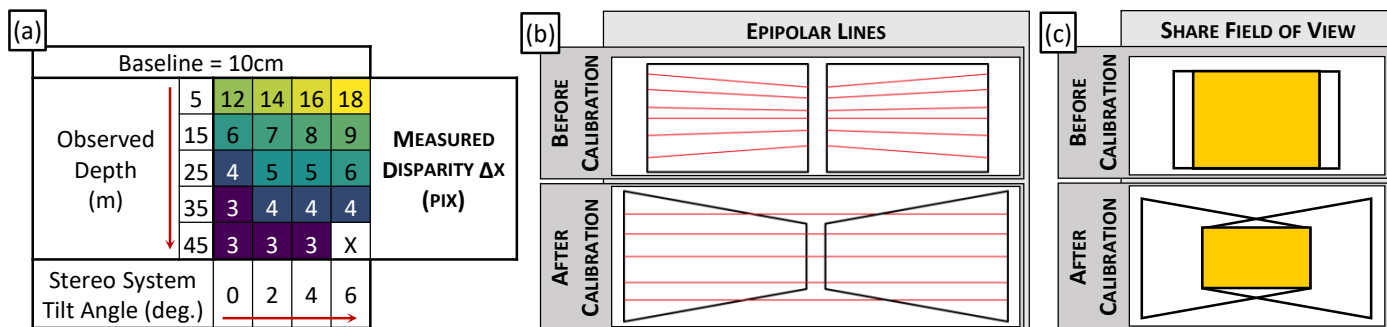 (a)
Baseline = 10cm
Observed
Depth
(m)
5 12 14 16 18
15 6 7 8 9
25 4 5 5 6
35 3 4 4 4
45 3 3 3 X
MEASURED
DISPARITY ΔX
(PIX)
Stereo System
Tilt Angle (deg.)
0 2 4 6
(b)
EPIPOLAR LINES
BEFORE
CALIBRATION
AFTER
CALIBRATION
(c)
SHARE FIELD OF VIEW
BEFORE
CALIBRATION
AFTER
CALIBRATION